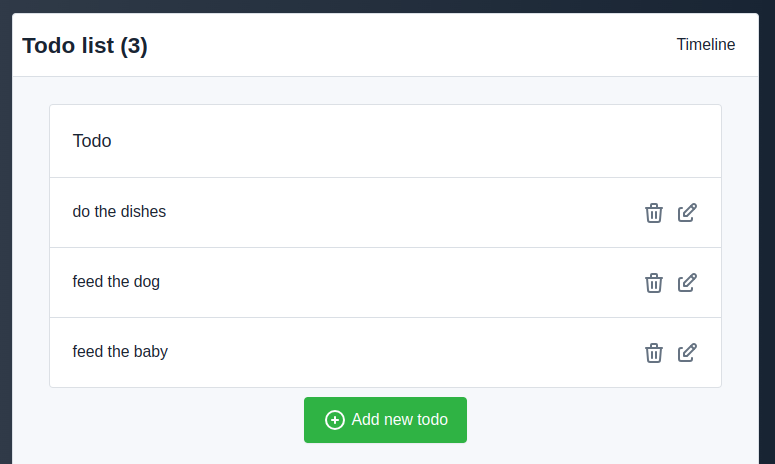 Todo list (3)
Timeline
Todo
do the dishes
feed the dog
feed the baby
Add new todo